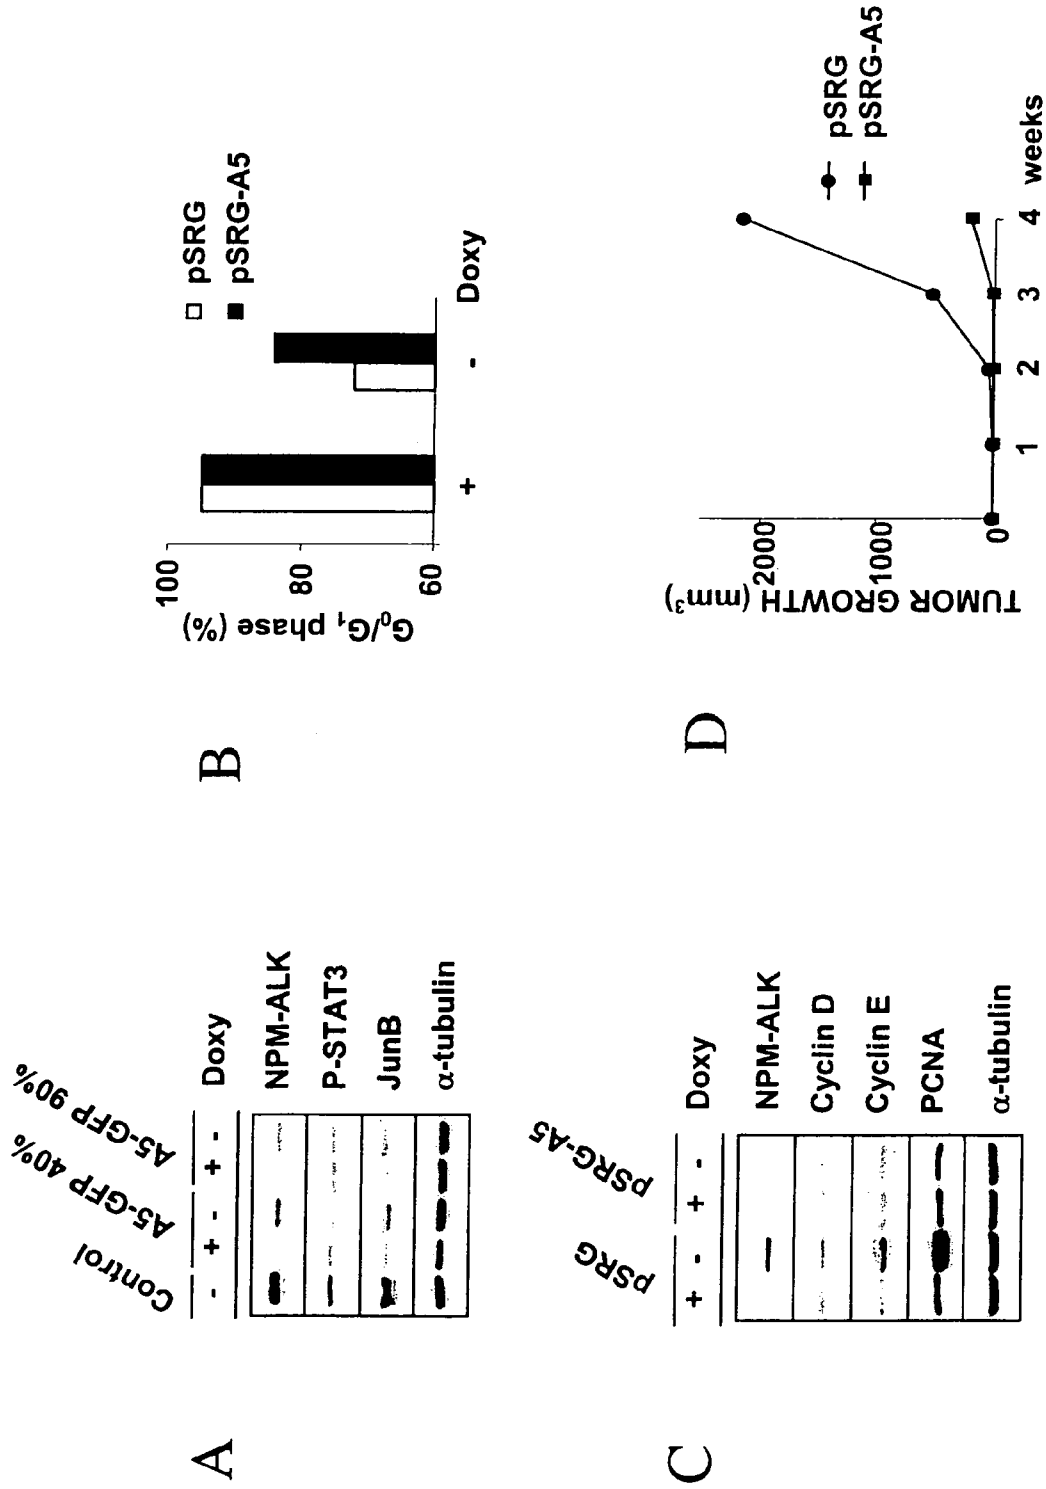 A
Control
A5-GFP 40%
A5-GFP 90%
- + - + - Doxy
NPM-ALK
P-STAT3
JunB
α-tubulin
B
G0/G1 phase (%)
100
80
60
+ - Doxy
pSRG
pSRG-A5
C
pSRG
pSRG-A5
+ - + - Doxy
NPM-ALK
Cyclin D
Cyclin E
PCNA
α-tubulin
D
TUMOR GROWTH (mm³)
2000
1000
0
1 2 3 4 weeks
pSRG
pSRG-A5